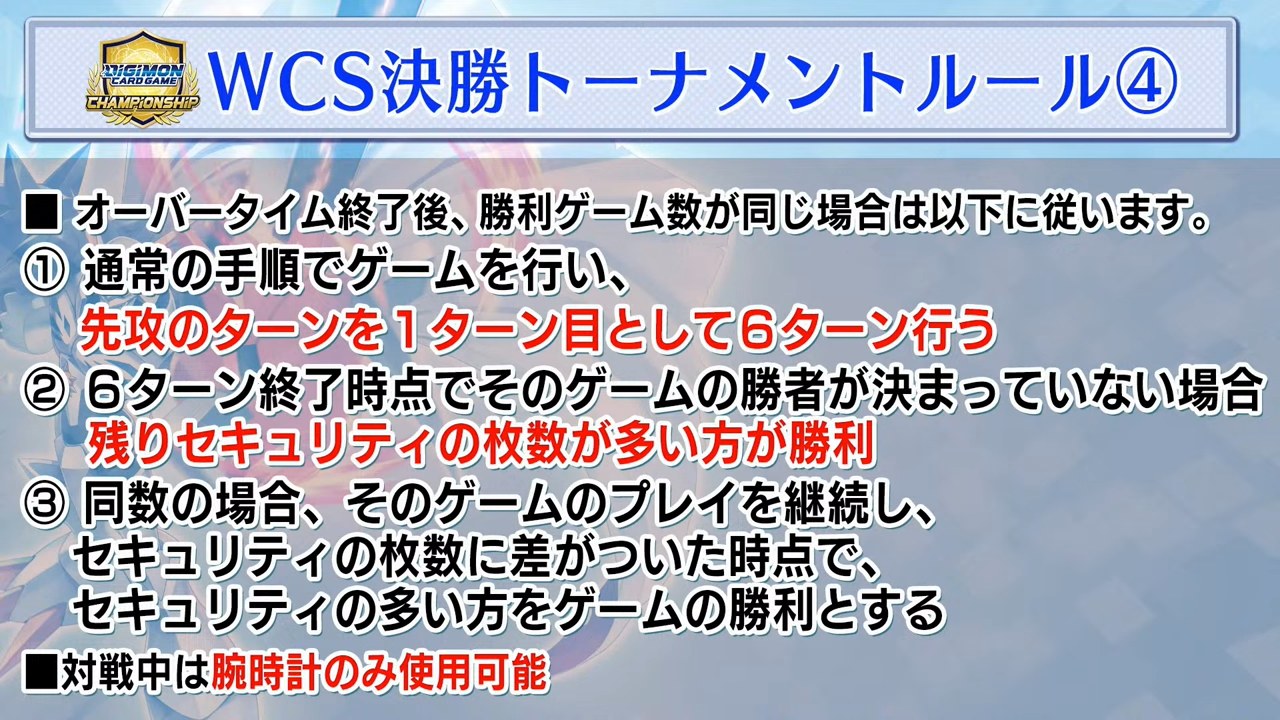 DIGIMON
CARD GAME
CHAMPIONSHIP
WCS決勝トーナメントルール④
■ オーバータイム終了後、勝利ゲーム数が同じ場合は以下に従います。
① 通常の手順でゲームを行い、
先攻のターンを１ターン目として６ターン行う
② ６ターン終了時点でそのゲームの勝者が決まっていない場合
残りセキュリティの枚数が多い方が勝利
③ 同数の場合、そのゲームのプレイを継続し、
セキュリティの枚数に差がついた時点で、
セキュリティの多い方をゲームの勝利とする
■対戦中は腕時計のみ使用可能